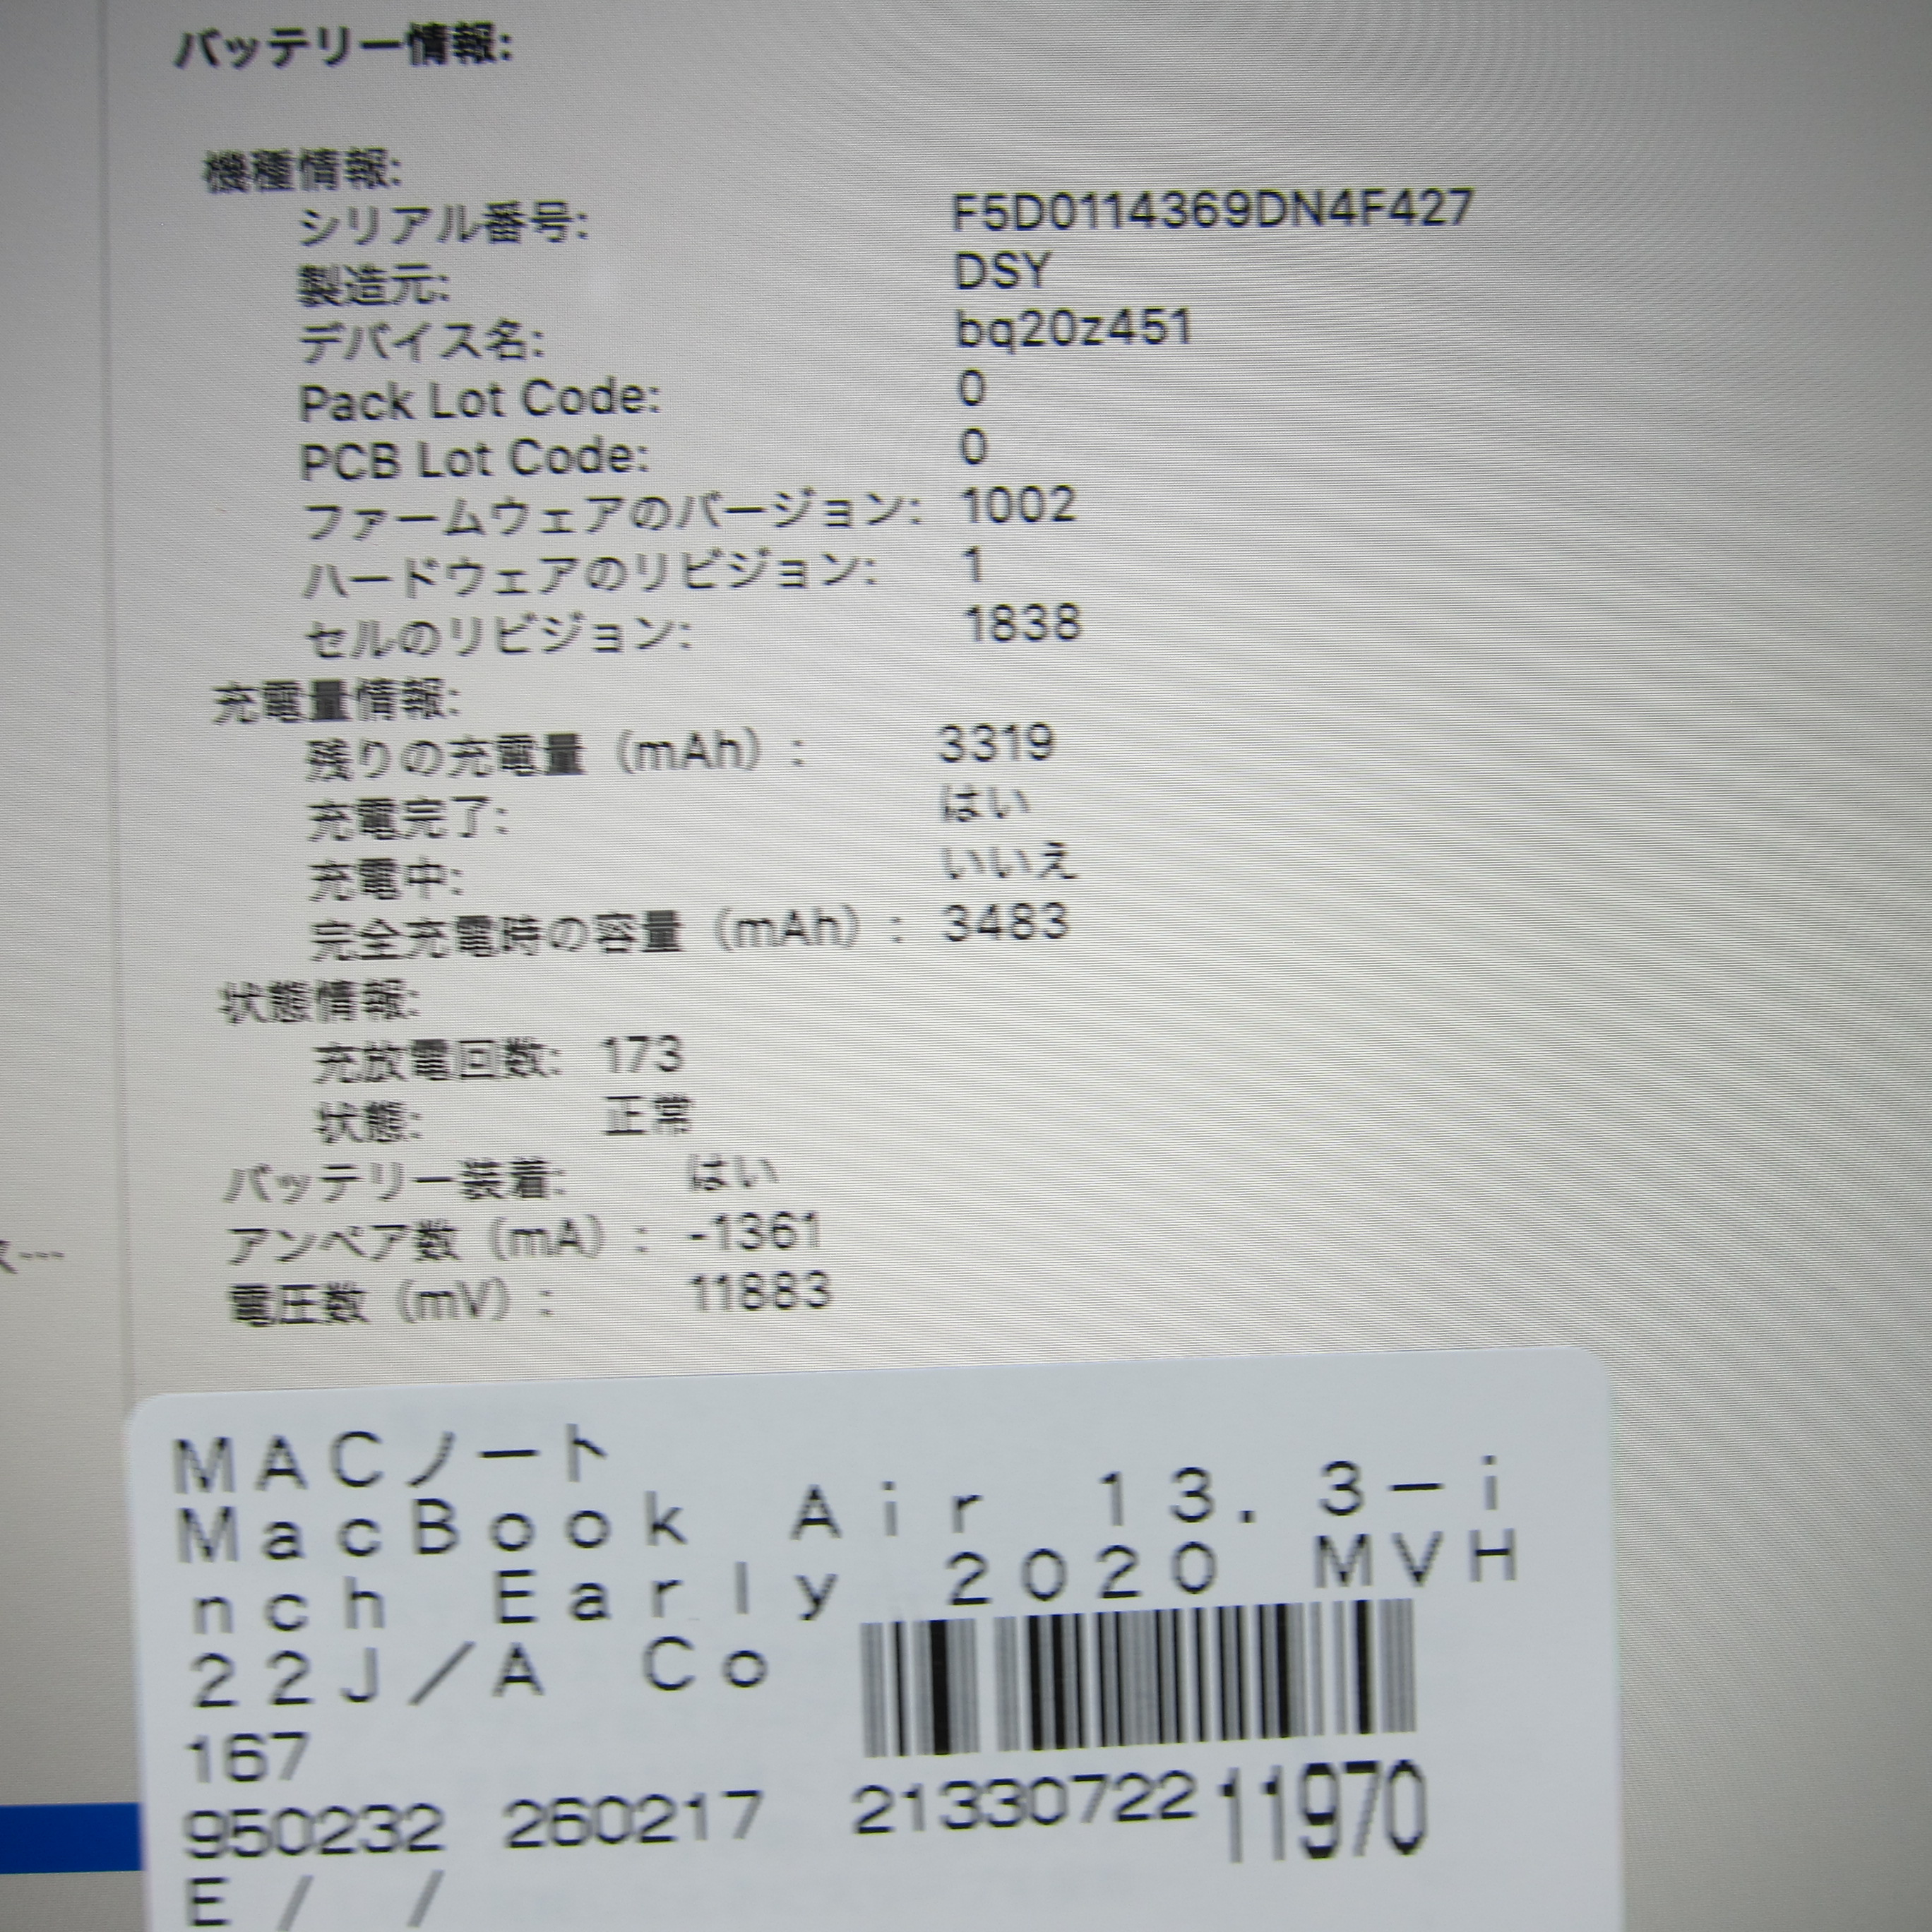 バッテリー情報:
機種情報:
シリアル番号: F5D0114369DN4F427
製造元: DSY
デバイス名: bq20z451
Pack Lot Code: 0
PCB Lot Code: 0
ファームウェアのバージョン: 1002
ハードウェアのリビジョン: 1
セルのリビジョン: 1838
充電量情報:
残りの充電量（mAh）: 3319
充電完了: はい
充電中: いいえ
完全充電時の容量（mAh）: 3483
状態情報:
充放電回数: 173
状態: 正常
バッテリー装着: はい
アンペア数（mA）: -1361
電圧数（mV）: 11883
MACノート
MacBook Air 13.3-i
nch Early 2020 MVH
22J/A Co
167
950232 260217 21330722 11970
E / /